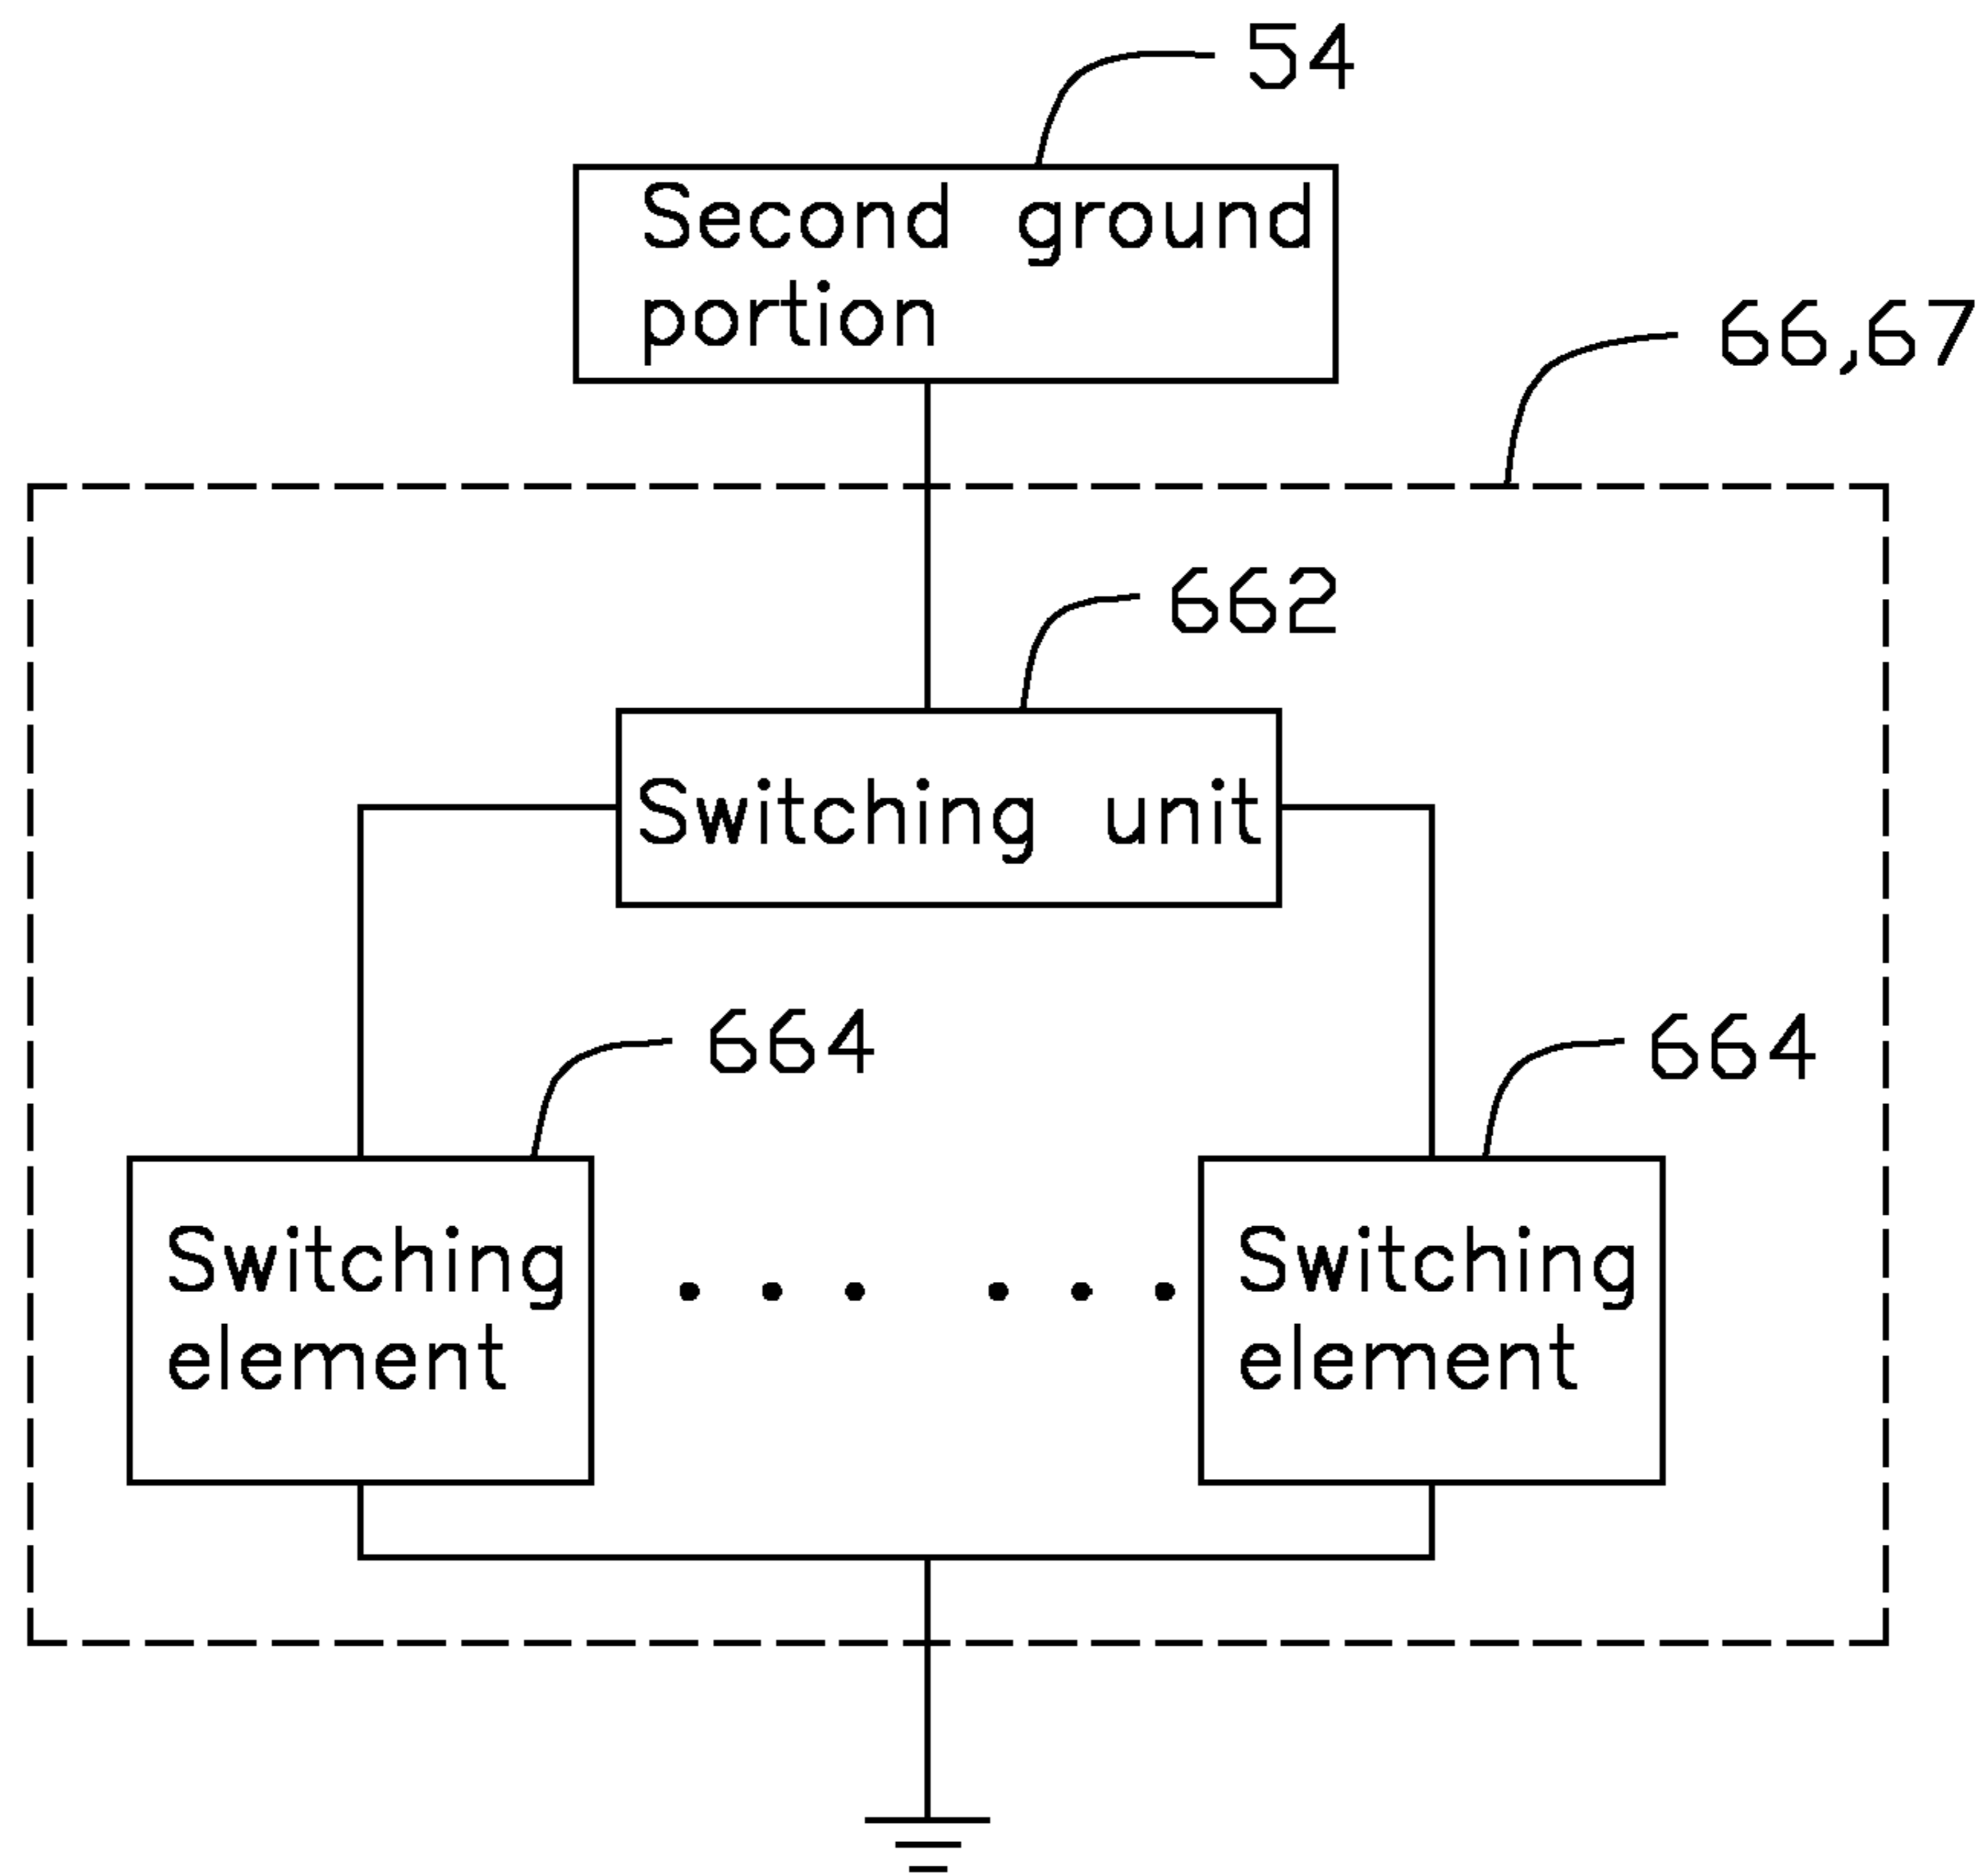 54
Second ground
portion
66,67
662
Switching unit
664
664
Switching
element
Switching
element